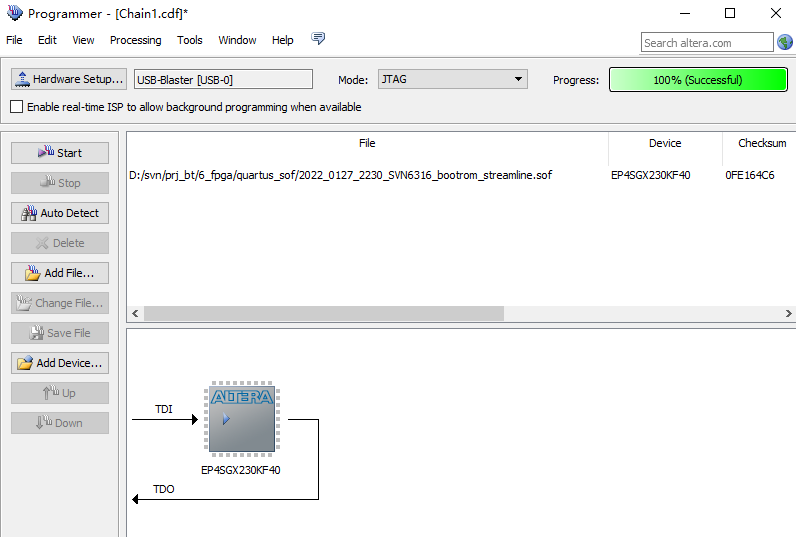 Programmer - [Chain1.cdf]*
File Edit View Processing Tools Window Help
Search altera.com
Hardware Setup... USB-Blaster [USB-0] Mode: JTAG Progress: 100% (Successful)
Enable real-time ISP to allow background programming when available
Start
Stop
Auto Detect
Delete
Add File...
Change File...
Save File
Add Device...
Up
Down
File Device Checksum
D:/svn/prj_bt/6_fpga/quartus_sof/2022_0127_2230_SVN6316_bootrom_streamline.sof EP4SGX230KF40 0FE164C6
ALTERA
TDI
EP4SGX230KF40
TDO